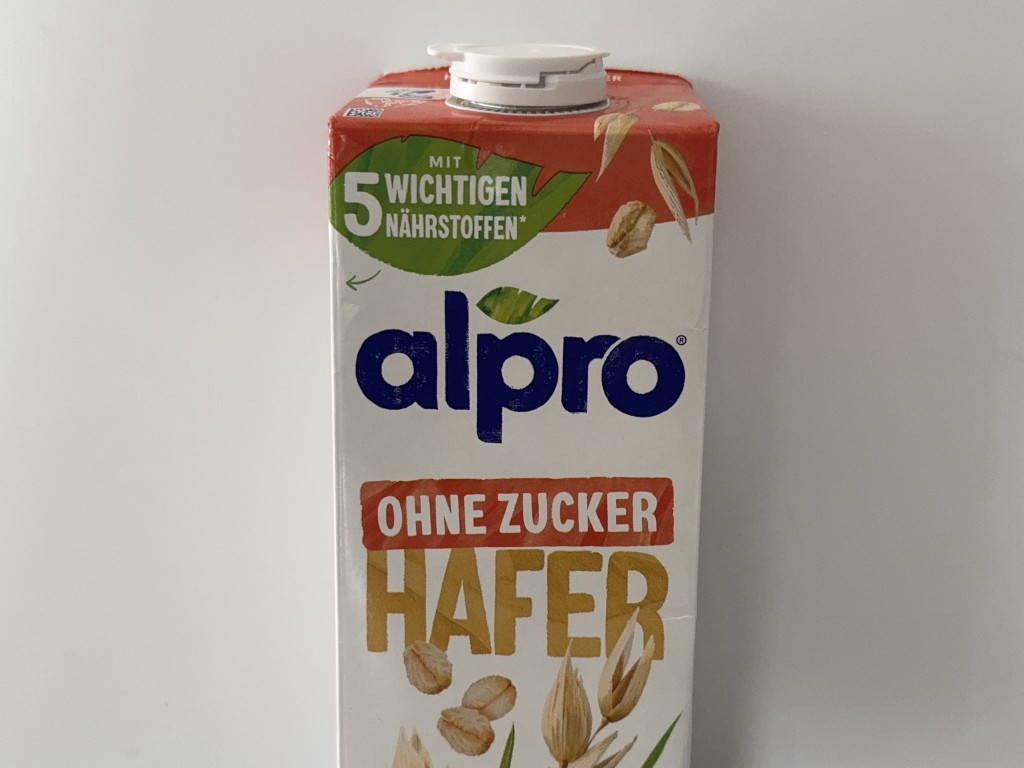 MIT
5 WICHTIGEN
NÄHRSTOFFEN*
alpro®
OHNE ZUCKER
HAFER